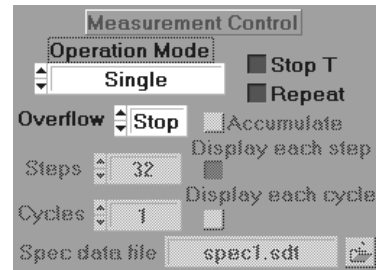 Measurement Control
Operation Mode
Single
Stop T
Repeat
Overflow Stop
Accumulate
Display each step
Steps 32
Display each cycle
Cycles 1
Spec data file spec1.sdt